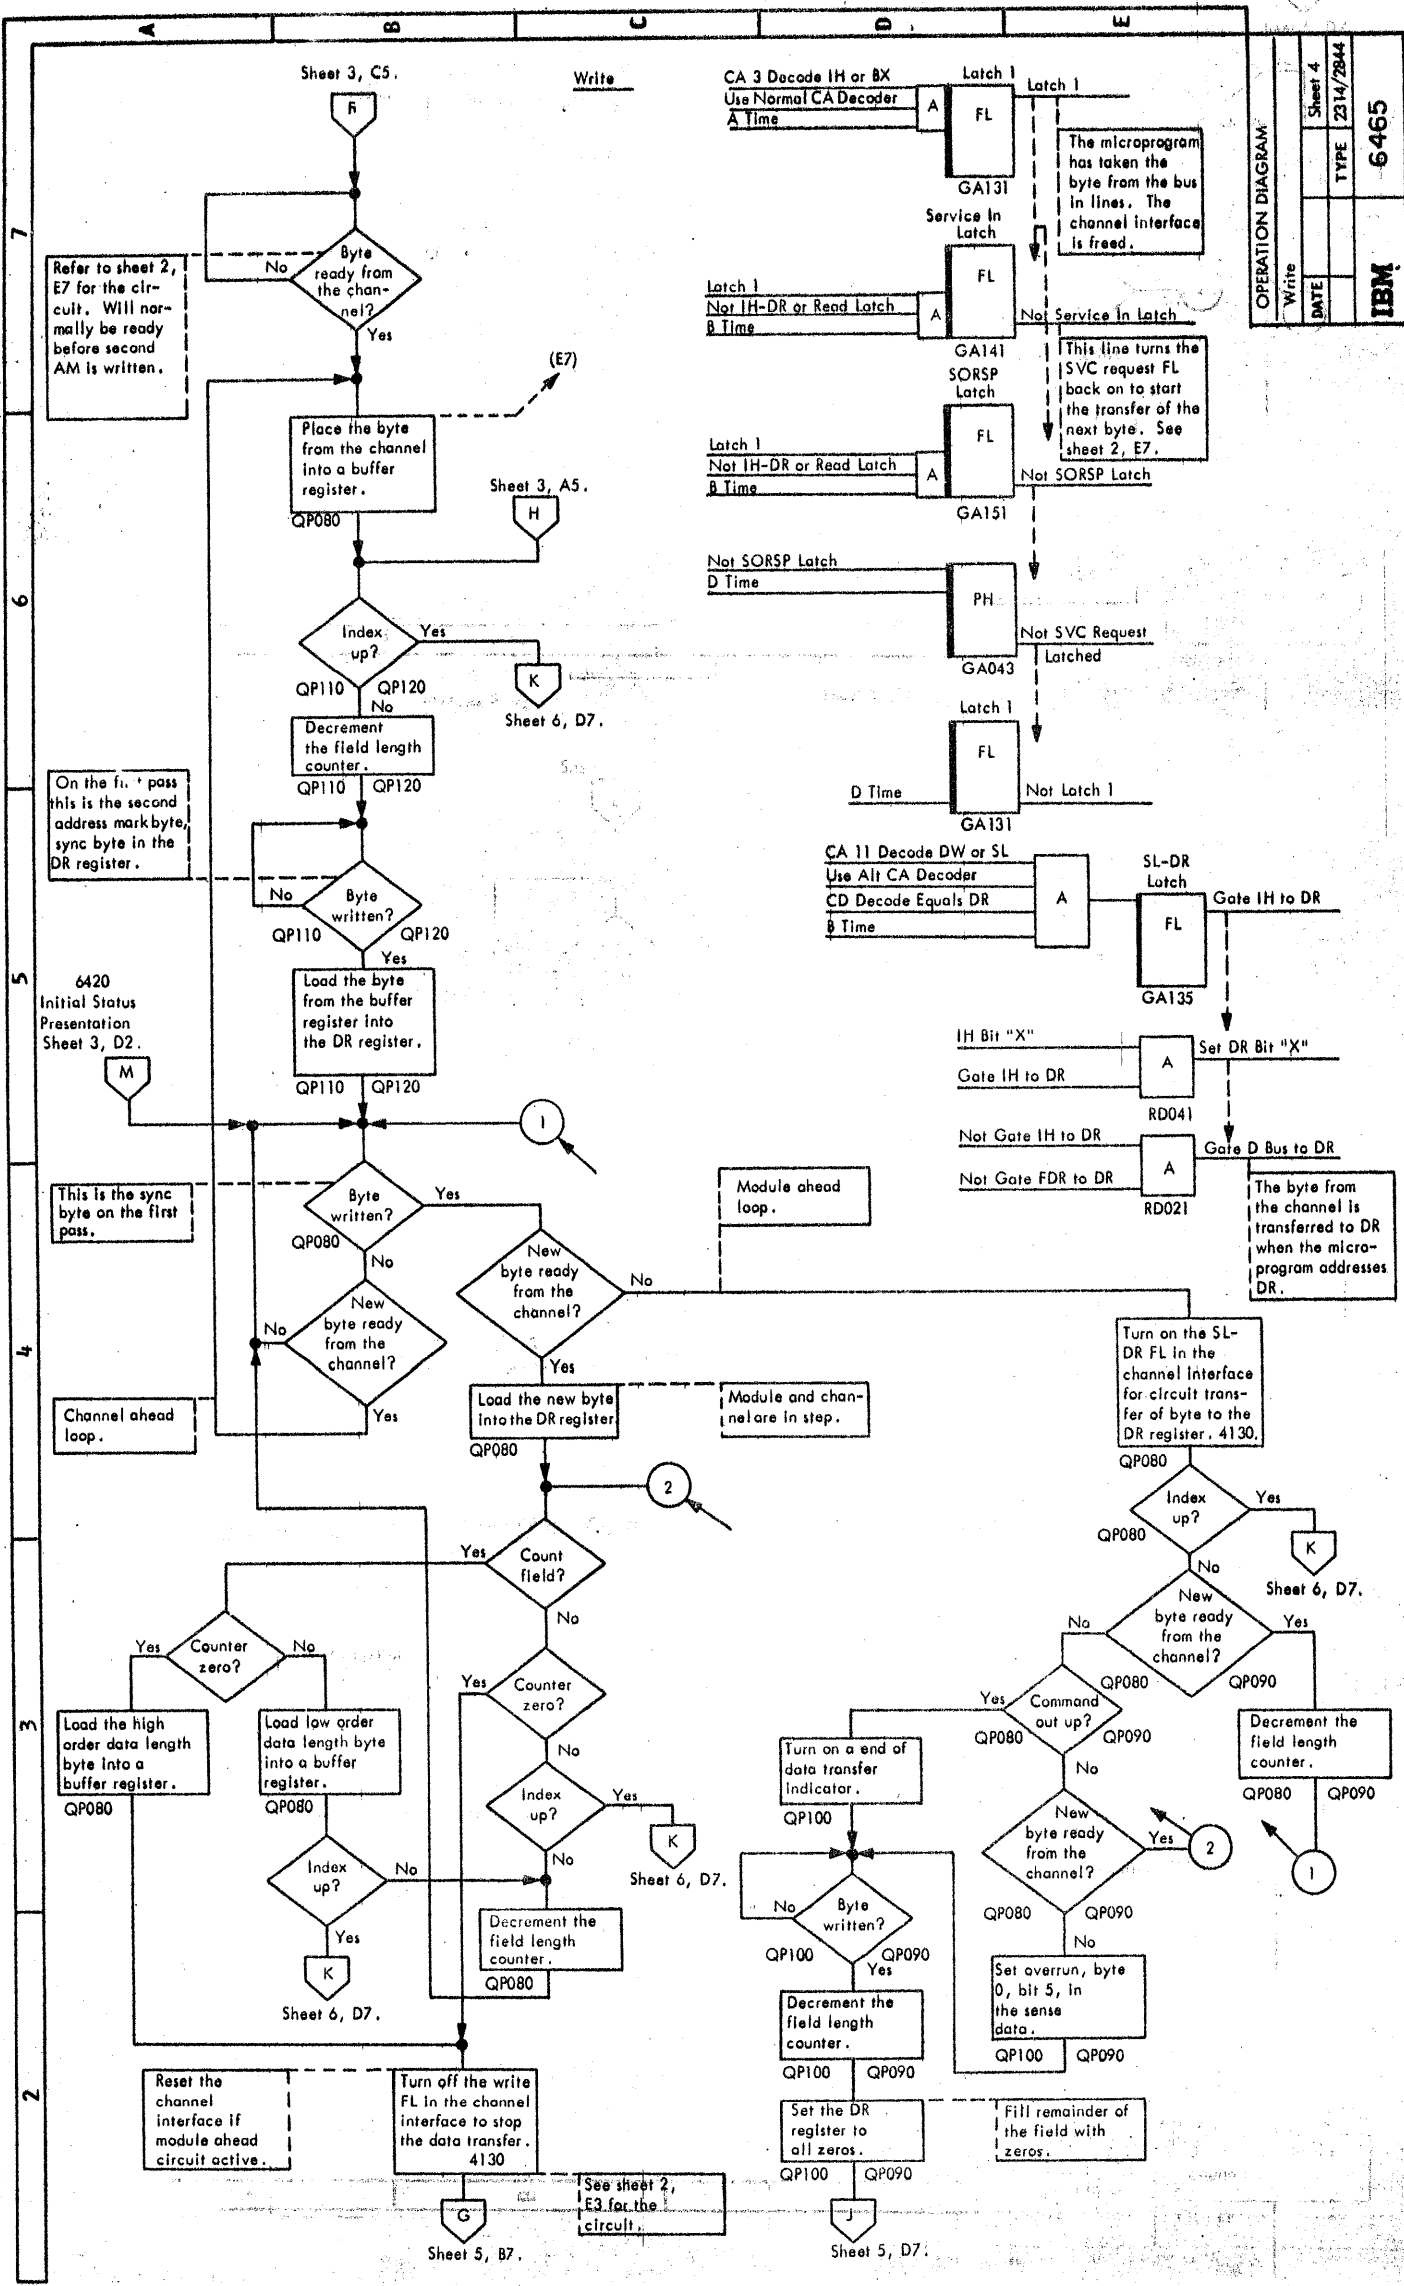 A
B
C
D
E
7
6
5
4
3
2
OPERATION DIAGRAM
Write
Sheet 4
DATE
TYPE
2314/2844
IBM
6465
Write
Sheet 3, C5.
Byte
ready from
the chan-
nel?
No
Yes
Refer to sheet 2,
E7 for the cir-
cuit. Will nor-
mally be ready
before second
AM is written.
(E7)
Place the byte
from the channel
into a buffer
register.
QP080
Sheet 3, A5.
H
Index
up?
Yes
QP110
QP120
No
K
Sheet 6, D7.
Decrement
the field length
counter.
QP110
QP120
On the pass
this is the second
address mark byte,
sync byte in the
DR register.
No
Byte
written?
QP110
QP120
Yes
Load the byte
from the buffer
register into
the DR register.
QP110
QP120
6420
Initial Status
Presentation
Sheet 3, D2.
M
1
This is the sync
byte on the first
pass.
Byte
written?
Yes
QP080
No
New
byte ready
from the
channel?
No
Yes
Channel ahead
loop.
New
byte ready
from the
channel?
No
Yes
Module ahead
loop.
Load the new byte
into the DR register
QP080
Module and chan-
nel are in step.
2
Count
field?
Yes
No
Counter
zero?
Yes
No
Load the high
order data length
byte into a
buffer register.
QP080
Load low order
data length byte
into a buffer
register.
QP080
Index
up?
No
Yes
K
Sheet 6, D7.
Counter
zero?
Yes
No
Index
up?
Yes
No
K
Sheet 6, D7.
Decrement the
field length
counter.
QP080
Reset the
channel
interface if
module ahead
circuit active.
Turn off the write
FL in the channel
interface to stop
the data transfer.
4130
See sheet 2,
E3 for the
circuit.
G
Sheet 5, B7.
CA 3 Decode IH or BX
Use Normal CA Decoder
A Time
A
Latch 1
FL
GA131
Latch 1
The microprogram
has taken the
byte from the bus
in lines. The
channel interface
is freed.
Service In
Latch
Latch 1
Not IH-DR or Read Latch
B Time
A
FL
GA141
Not Service In Latch
This line turns the
SVC request FL
back on to start
the transfer of the
next byte. See
sheet 2, E7.
SORSP
Latch
Latch 1
Not IH-DR or Read Latch
B Time
A
FL
GA151
Not SORSP Latch
Not SORSP Latch
D Time
PH
GA043
Not SVC Request
Latched
Latch 1
D Time
FL
GA131
Not Latch 1
CA 11 Decode DW or SL
Use Alt CA Decoder
CD Decode Equals DR
B Time
A
SL-DR
Latch
FL
GA135
Gate IH to DR
IH Bit "X"
Gate IH to DR
A
RD041
Set DR Bit "X"
Not Gate IH to DR
Not Gate FDR to DR
A
RD021
Gate D Bus to DR
The byte from
the channel is
transferred to DR
when the micro-
program addresses
DR.
Turn on the SL-
DR FL in the
channel interface
for circuit trans-
fer of byte to the
DR register. 4130.
QP080
Index
up?
Yes
QP080
No
K
Sheet 6, D7.
New
byte ready
from the
channel?
No
Yes
QP080
QP090
Command
out up?
Yes
QP080
QP090
No
Decrement the
field length
counter.
QP080
QP090
1
Turn on a end of
data transfer
indicator.
QP100
New
byte ready
from the
channel?
Yes
2
QP080
QP090
No
Byte
written?
No
QP100
QP090
Yes
Set overrun, byte
0, bit 5, in
the sense
data.
QP100
QP090
Decrement the
field length
counter.
QP100
QP090
Set the DR
register to
all zeros.
QP100
QP090
Fill remainder of
the field with
zeros.
J
Sheet 5, D7.